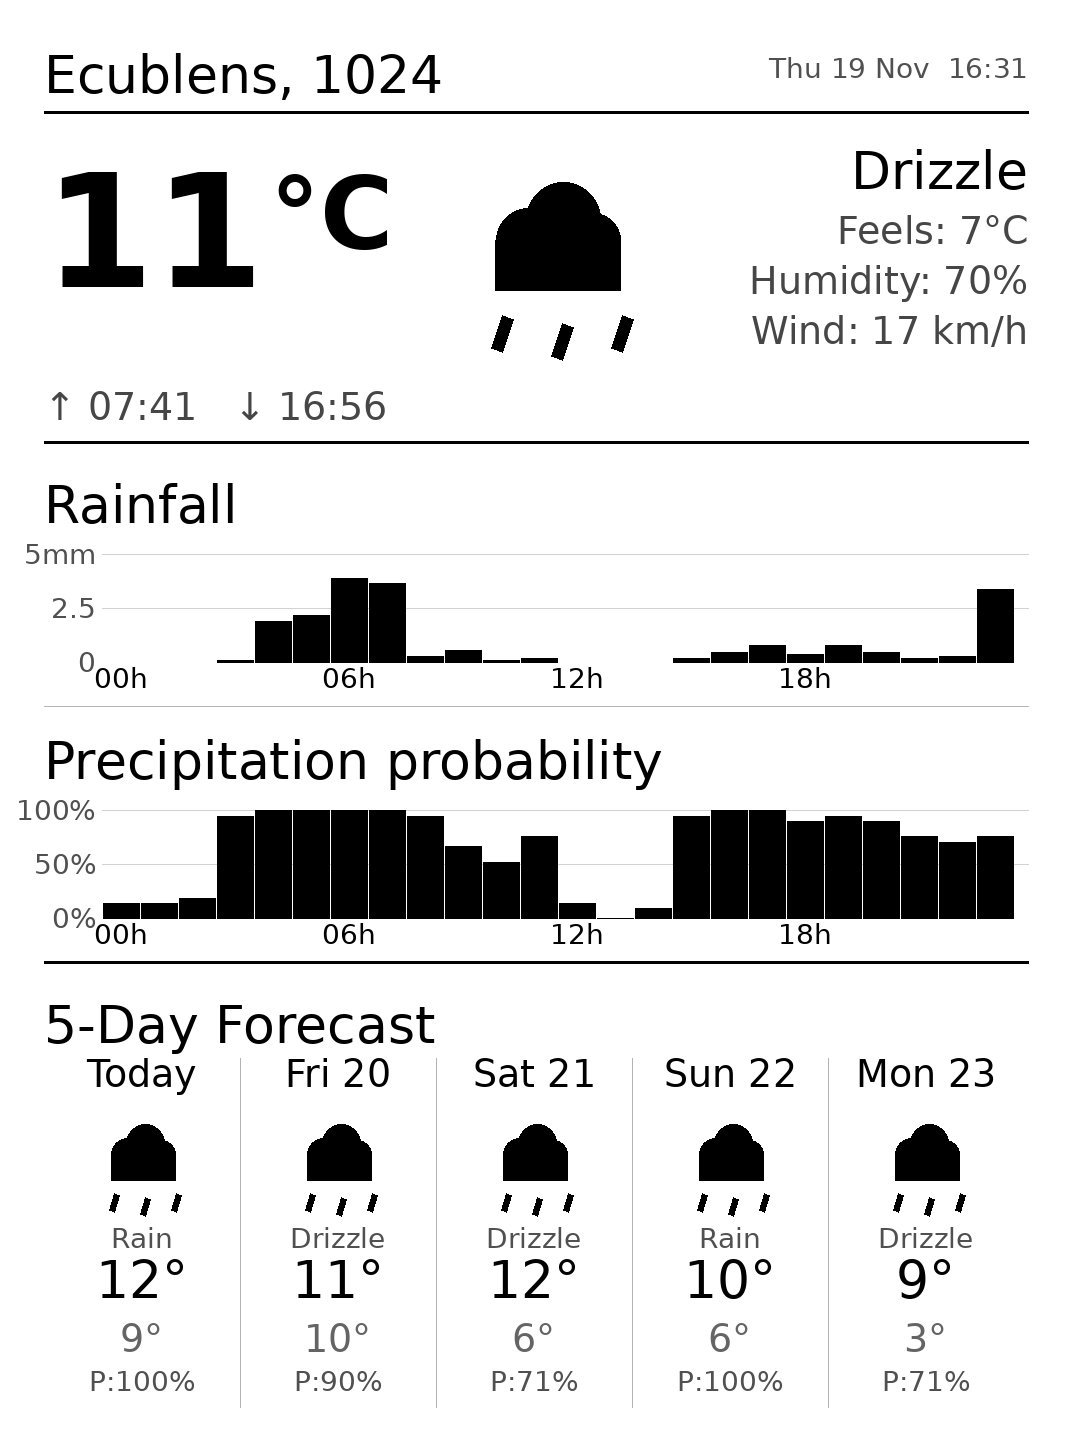 Ecublens, 1024
Thu 19 Nov  16:31
11°C
Drizzle
Feels: 7°C
Humidity: 70%
Wind: 17 km/h
↑ 07:41   ↓ 16:56
Rainfall
5mm
2.5
0
00h 06h 12h 18h
Precipitation probability
100%
50%
0%
00h 06h 12h 18h
5-Day Forecast
Today Fri 20 Sat 21 Sun 22 Mon 23
Rain Drizzle Drizzle Rain Drizzle
12° 11° 12° 10° 9°
9° 10° 6° 6° 3°
P:100% P:90% P:71% P:100% P:71%